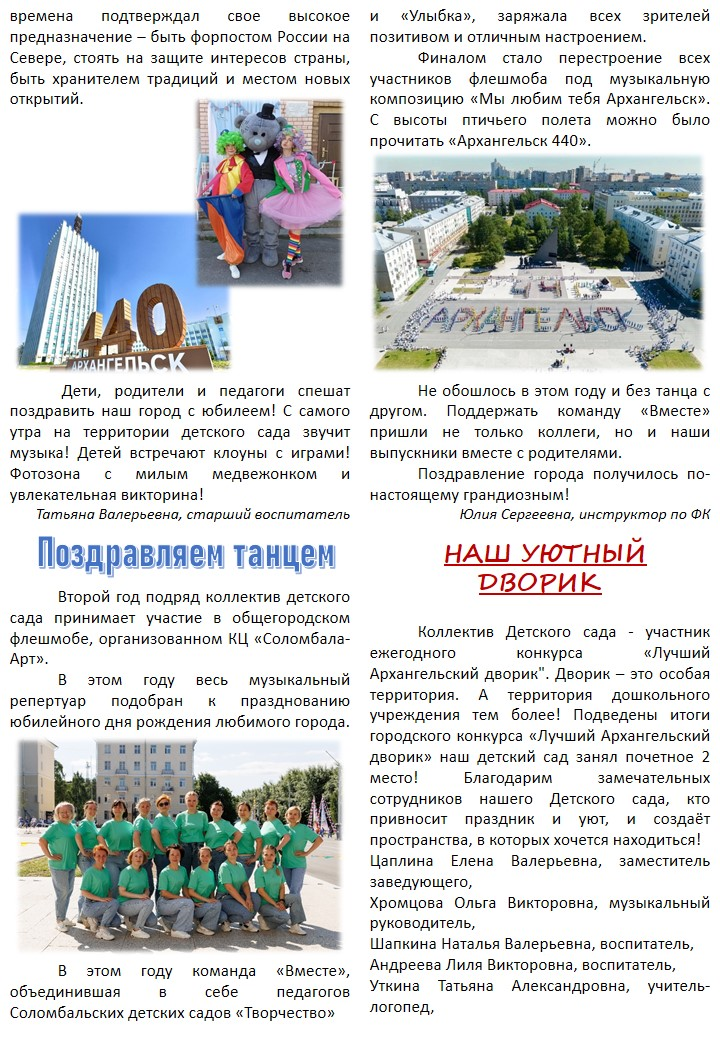 времена подтверждал свое высокое
предназначение – быть форпостом России на
Севере, стоять на защите интересов страны,
быть хранителем традиций и местом новых
открытий.
440
АРХАНГЕЛЬСК
Дети, родители и педагоги спешат
поздравить наш город с юбилеем! С самого
утра на территории детского сада звучит
музыка! Детей встречают клоуны с играми!
Фотозона с милым медвежонком и
увлекательная викторина!
Татьяна Валерьевна, старший воспитатель
Поздравляем танцем
Второй год подряд коллектив детского
сада принимает участие в общегородском
флешмобе, организованном КЦ «Соломбала-
Арт».
В этом году весь музыкальный
репертуар подобран к празднованию
юбилейного дня рождения любимого города.
В этом году команда «Вместе»,
объединившая в себе педагогов
Соломбальских детских садов «Творчество»
и «Улыбка», заряжала всех зрителей
позитивом и отличным настроением.
Финалом стало перестроение всех
участников флешмоба под музыкальную
композицию «Мы любим тебя Архангельск».
С высоты птичьего полета можно было
прочитать «Архангельск 440».
АРХАНГЕЛЬСК
Не обошлось в этом году и без танца с
другом. Поддержать команду «Вместе»
пришли не только коллеги, но и наши
выпускники вместе с родителями.
Поздравление города получилось по-
настоящему грандиозным!
Юлия Сергеевна, инструктор по ФК
НАШ УЮТНЫЙ
ДВОРИК
Коллектив Детского сада - участник
ежегодного конкурса «Лучший
Архангельский дворик". Дворик – это особая
территория. А территория дошкольного
учреждения тем более! Подведены итоги
городского конкурса «Лучший Архангельский
дворик» наш детский сад занял почетное 2
место! Благодарим замечательных
сотрудников нашего Детского сада, кто
привносит праздник и уют, и создаёт
пространства, в которых хочется находиться!
Цаплина Елена Валерьевна, заместитель
заведующего,
Хромцова Ольга Викторовна, музыкальный
руководитель,
Шапкина Наталья Валерьевна, воспитатель,
Андреева Лиля Викторовна, воспитатель,
Уткина Татьяна Александровна, учитель-
логопед,